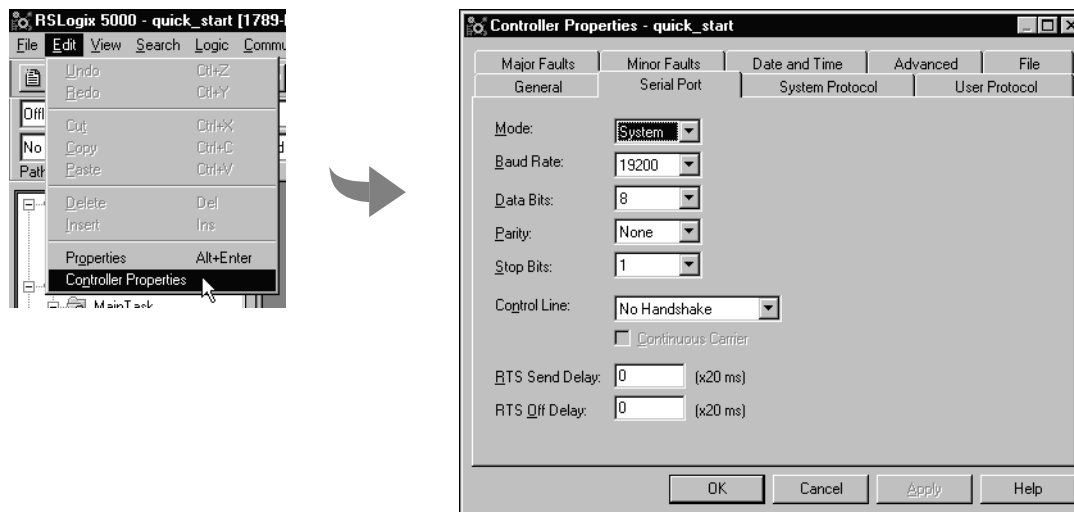 RSLogix 5000 - quick_start [1789-
File Edit View Search Logic Commu
Undo Ctl+Z
Redo Ctl+Y
Offl
Cut Ctrl+X
No Copy Ctrl+C
Path Paste Ctrl+V
Delete Del
Insert Ins
Properties Alt+Enter
Controller Properties
MainTask
Controller Properties - quick_start
Major Faults Minor Faults Date and Time Advanced File
General Serial Port System Protocol User Protocol
Mode: System
Baud Rate: 19200
Data Bits: 8
Parity: None
Stop Bits: 1
Control Line: No Handshake
Continuous Carrier
RTS Send Delay: 0 (x20 ms)
RTS Off Delay: 0 (x20 ms)
OK Cancel Apply Help